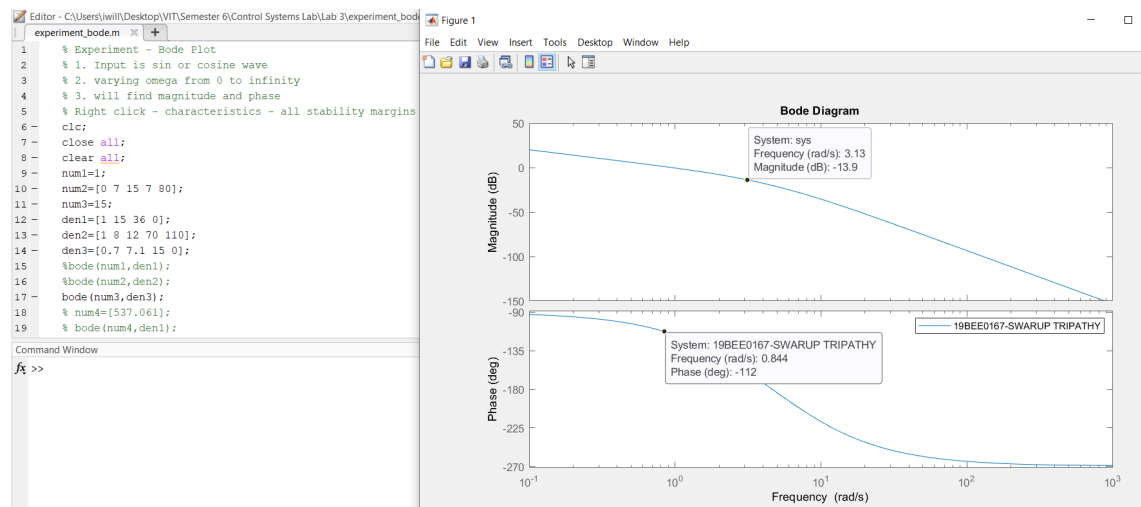 Editor - C:\Users\iwill\Desktop\VIT\Semester 6\Control Systems Lab\Lab 3\experiment_bode
experiment_bode.m
1 % Experiment - Bode Plot
2 % 1. Input is sin or cosine wave
3 % 2. varying omega from 0 to infinity
4 % 3. will find magnitude and phase
5 % Right click - characteristics - all stability margins
6 - clc;
7 - close all;
8 - clear all;
9 - num1=1;
10 - num2=[0 7 15 7 80];
11 - num3=15;
12 - den1=[1 15 36 0];
13 - den2=[1 8 12 70 110];
14 - den3=[0.7 7.1 15 0];
15 %bode(num1,den1);
16 %bode(num2,den2);
17 - bode(num3,den3);
18 % num4=[537.061];
19 % bode(num4,den1);
Command Window
fx >>
Figure 1
File Edit View Insert Tools Desktop Window Help
Bode Diagram
System: sys
Frequency (rad/s): 3.13
Magnitude (dB): -13.9
Magnitude (dB)
50
0
-50
-100
-150
19BEE0167-SWARUP TRIPATHY
System: 19BEE0167-SWARUP TRIPATHY
Frequency (rad/s): 0.844
Phase (deg): -112
Phase (deg)
-90
-135
-180
-225
-270
10^-1 10^0 10^1 10^2 10^3
Frequency (rad/s)